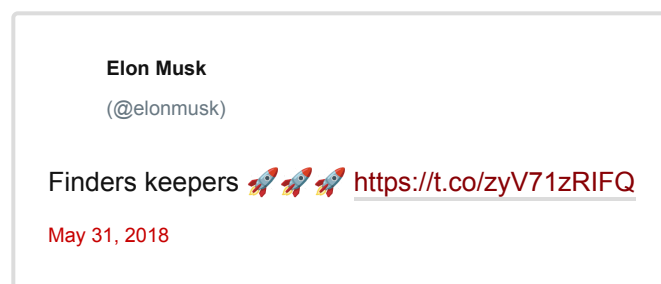 Elon Musk
(@elonmusk)
Finders keepers 🚀🚀🚀 https://t.co/zyV71zRIFQ
May 31, 2018